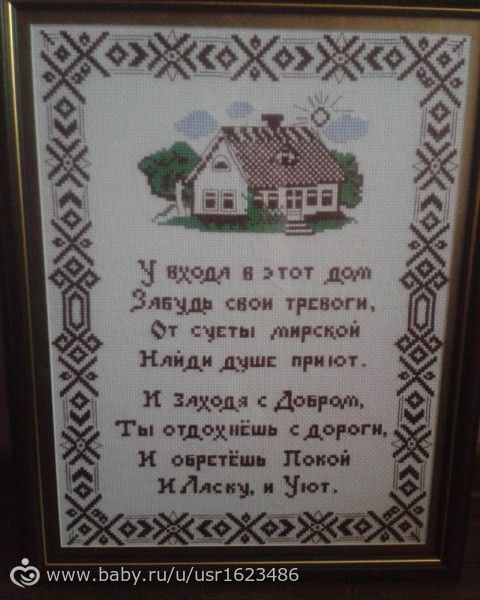 У входа в этот дом
Забудь свои тревоги,
От суеты мирской
Найди душе приют.
И заходя с Добром,
Ты отдохнёшь с дороги,
И обретёшь Покой
И Ласку, и Уют.
www.baby.ru/u/usr1623486